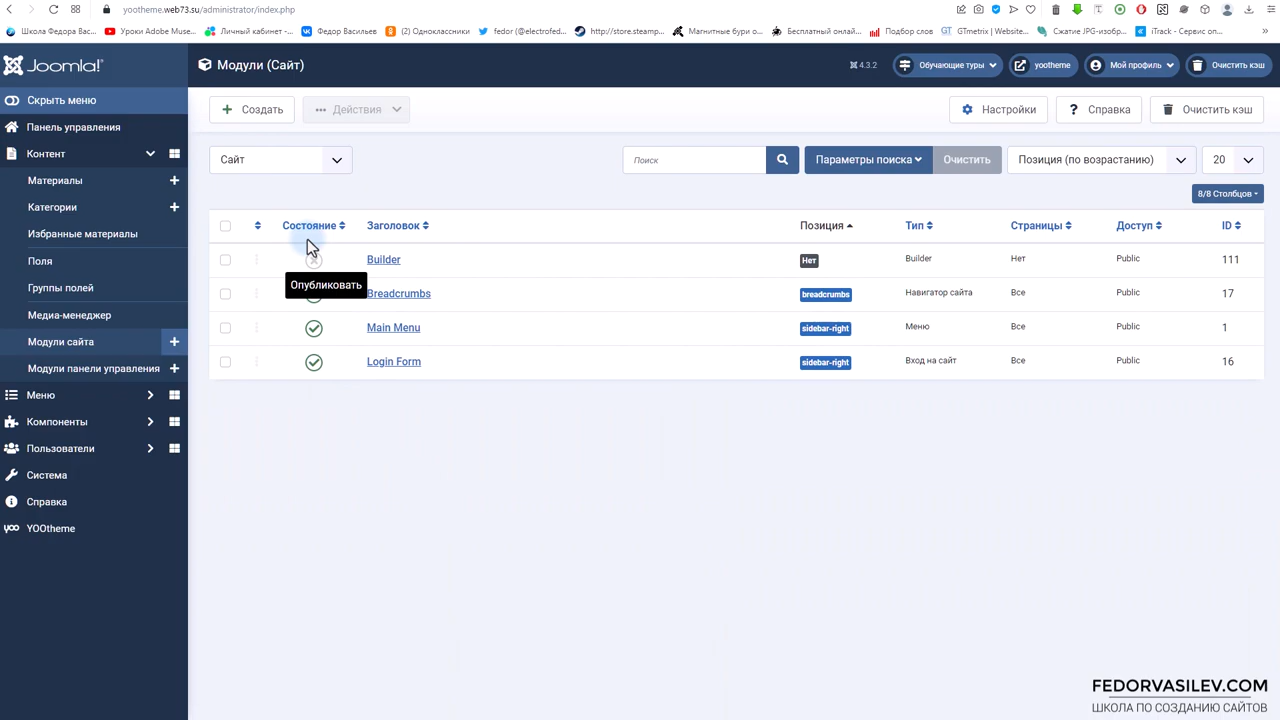 yootheme.web73.su/administrator/index.php
Школа Федора Вас... Уроки Adobe Muse... Личный кабинет -... Федор Васильев (2) Одноклассники fedor (@electrofed... http://store.steamp... Магнитные бури о... Бесплатный онлай... Подбор слов GTmetrix | Website... Сжатие JPG-изобр... iTrack - Сервис оп... »
Joomla! Модули (Сайт) 4.3.2 Обучающие туры yootheme Мой профиль Очистить кэш
Скрыть меню
Создать Действия Настройки Справка Очистить кэш
Панель управления
Контент
Сайт Поиск Параметры поиска Очистить Позиция (по возрастанию) 20
Материалы
8/8 Столбцов
Категории
Состояние Заголовок Позиция Тип Страницы Доступ ID
Избранные материалы
Builder Нет Builder Нет Public 111
Поля
Опубликовать
Группы полей
Breadcrumbs breadcrumbs Навигатор сайта Все Public 17
Медиа-менеджер
Main Menu sidebar-right Меню Все Public 1
Модули сайта
Login Form sidebar-right Вход на сайт Все Public 16
Модули панели управления
Меню
Компоненты
Пользователи
Система
Справка
yoo YOOtheme
FEDORVASILEV.COM
ШКОЛА ПО СОЗДАНИЮ САЙТОВ